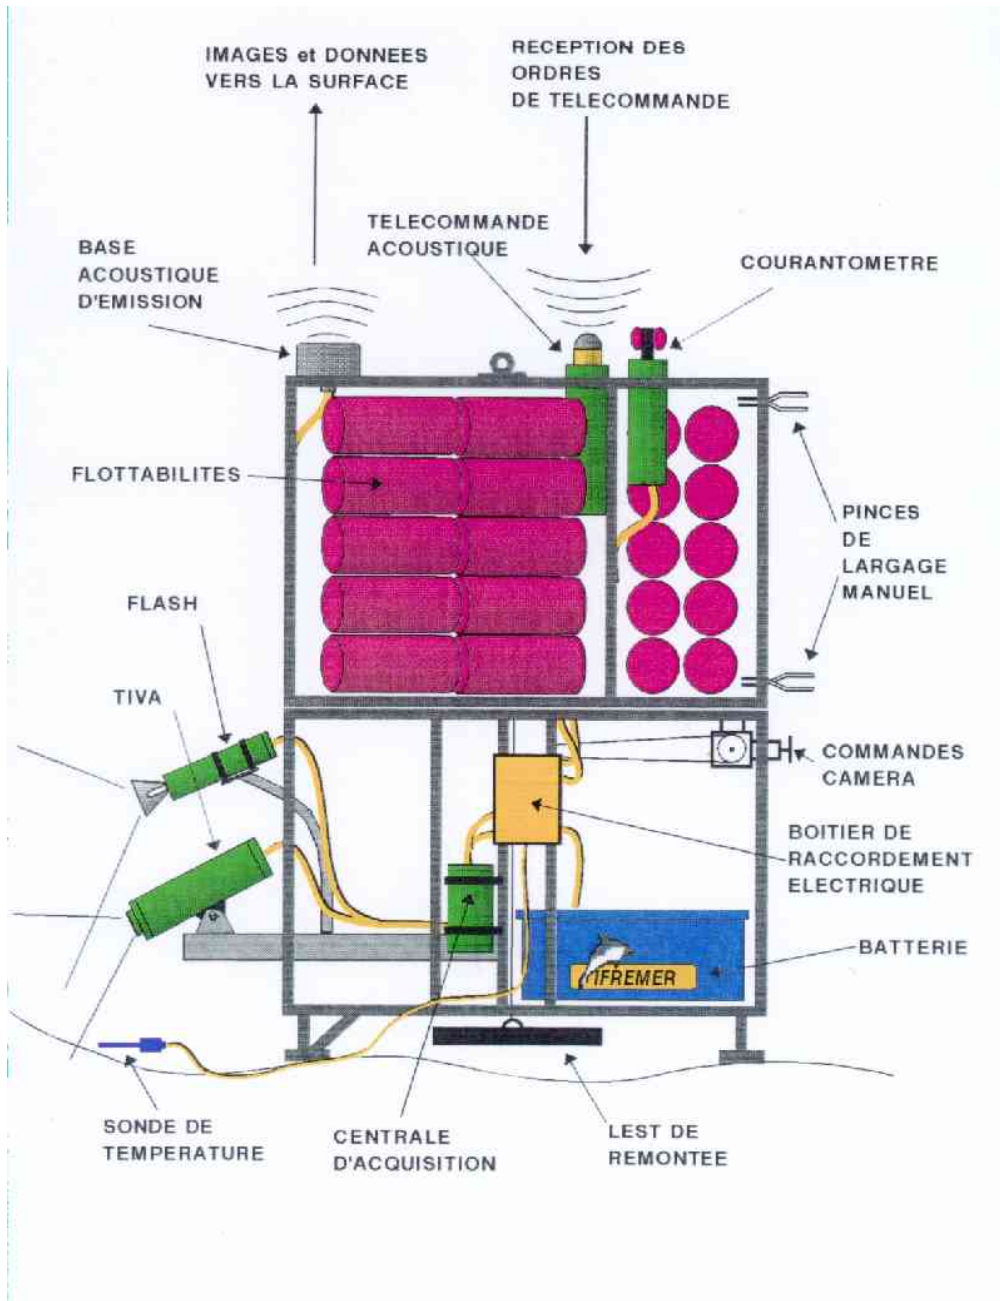 IMAGES et DONNEES
VERS LA SURFACE
RECEPTION DES
ORDRES
DE TELECOMMANDE
TELECOMMANDE
ACOUSTIQUE
BASE
ACOUSTIQUE
D'EMISSION
COURANTOMETRE
FLOTTABILITES
PINCES
DE
LARGAGE
MANUEL
FLASH
TIVA
COMMANDES
CAMERA
BOITIER DE
RACCORDEMENT
ELECTRIQUE
BATTERIE
IFREMER
SONDE DE
TEMPERATURE
CENTRALE
D'ACQUISITION
LEST DE
REMONTEE